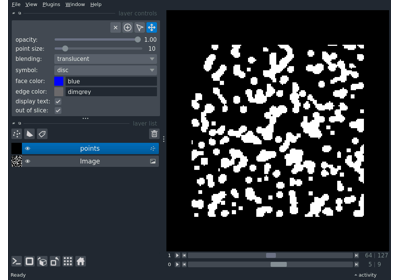 File View Plugins Window Help
layer controls
opacity: 1.00
point size: 10
blending: translucent
symbol: disc
face color: blue
edge color: dimgrey
display text:
out of slice:
layer list
points
Image
1 64 127
0 5 9
Ready activity